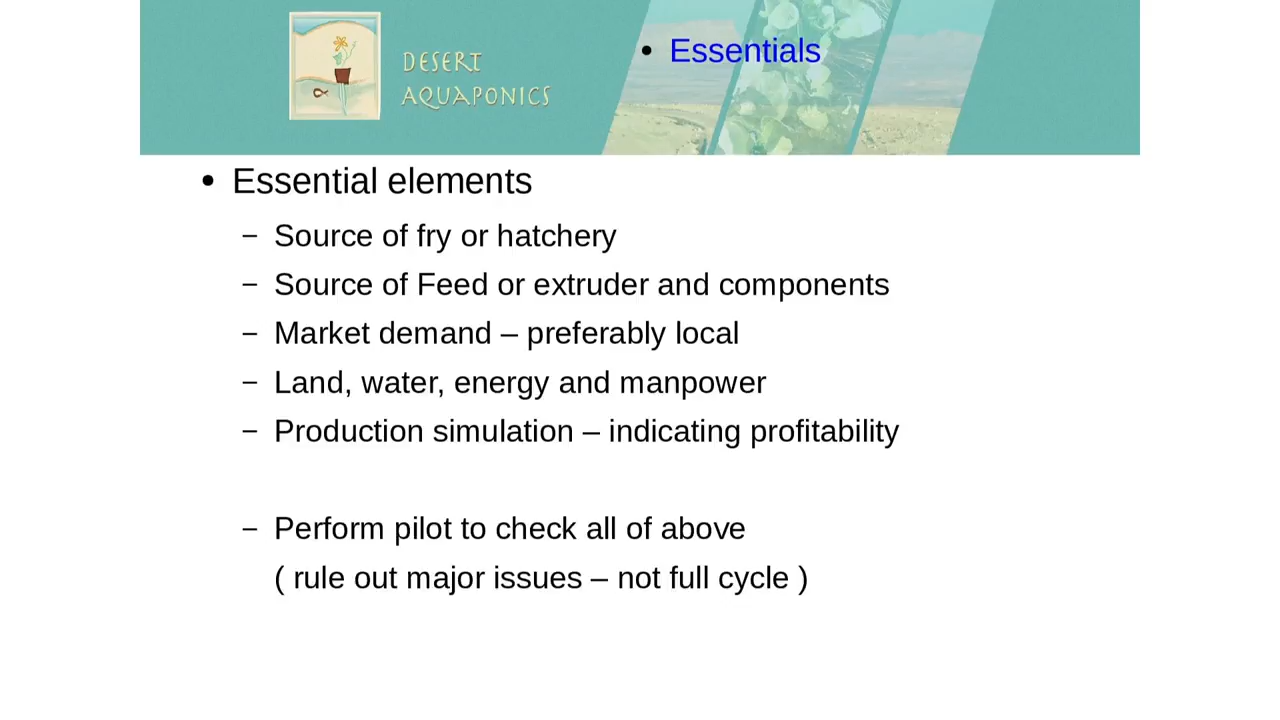 DESERT
AQUAPONICS
• Essentials
• Essential elements
– Source of fry or hatchery
– Source of Feed or extruder and components
– Market demand – preferably local
– Land, water, energy and manpower
– Production simulation – indicating profitability
– Perform pilot to check all of above
( rule out major issues – not full cycle )